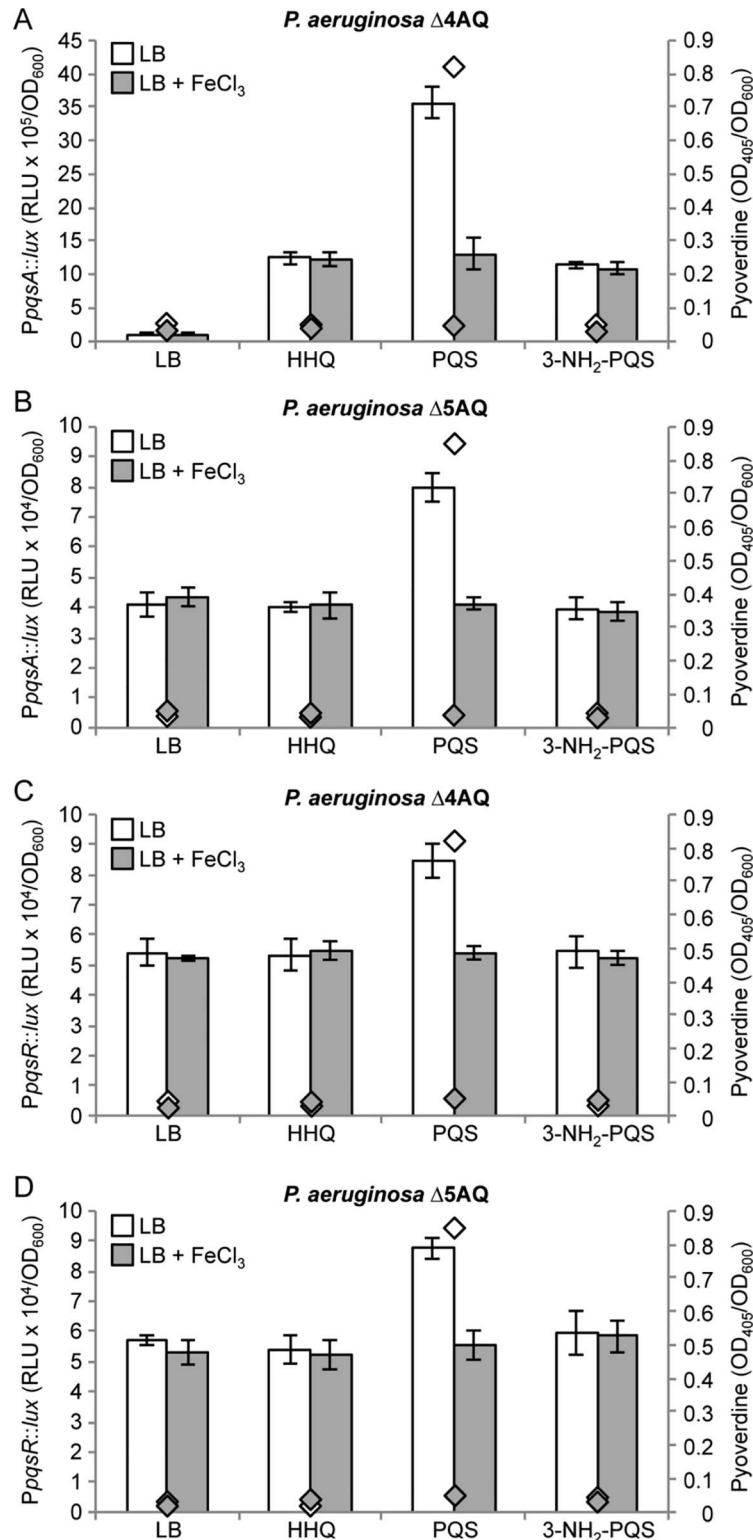 A
P. aeruginosa Δ4AQ
LB
LB + FeCl₃
45
40
35
30
25
20
15
10
5
0
PpqsA::lux (RLU x 10⁵/OD₆₀₀)
0.9
0.8
0.7
0.6
0.5
0.4
0.3
0.2
0.1
0
Pyoverdine (OD₄₀₅/OD₆₀₀)
LB HHQ PQS 3-NH₂-PQS
B
P. aeruginosa Δ5AQ
LB
LB + FeCl₃
10
9
8
7
6
5
4
3
2
1
0
PpqsA::lux (RLU x 10⁴/OD₆₀₀)
0.9
0.8
0.7
0.6
0.5
0.4
0.3
0.2
0.1
0
Pyoverdine (OD₄₀₅/OD₆₀₀)
LB HHQ PQS 3-NH₂-PQS
C
P. aeruginosa Δ4AQ
LB
LB + FeCl₃
10
9
8
7
6
5
4
3
2
1
0
PpqsR::lux (RLU x 10⁴/OD₆₀₀)
0.9
0.8
0.7
0.6
0.5
0.4
0.3
0.2
0.1
0
Pyoverdine (OD₄₀₅/OD₆₀₀)
LB HHQ PQS 3-NH₂-PQS
D
P. aeruginosa Δ5AQ
LB
LB + FeCl₃
10
9
8
7
6
5
4
3
2
1
0
PpqsR::lux (RLU x 10⁴/OD₆₀₀)
0.9
0.8
0.7
0.6
0.5
0.4
0.3
0.2
0.1
0
Pyoverdine (OD₄₀₅/OD₆₀₀)
LB HHQ PQS 3-NH₂-PQS